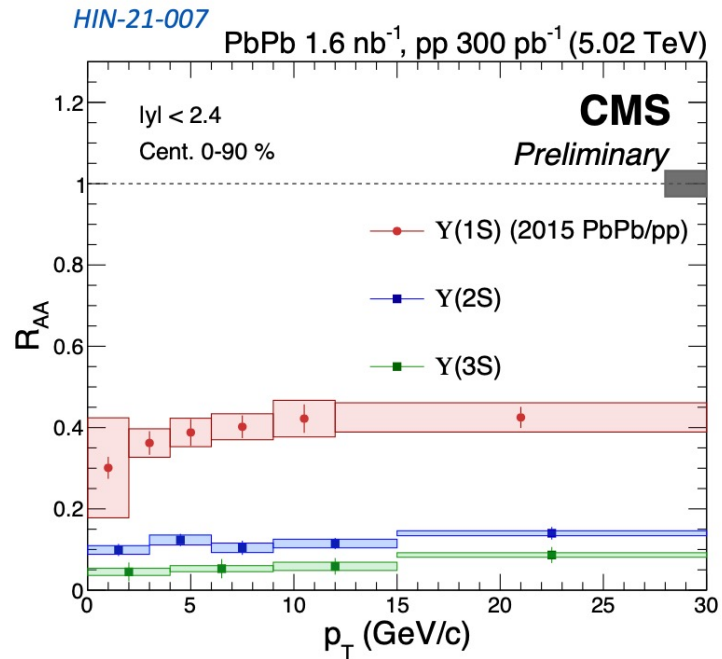 HIN-21-007
PbPb 1.6 nb⁻¹, pp 300 pb⁻¹ (5.02 TeV)
|y| < 2.4
Cent. 0-90 %
CMS
Preliminary
ϒ(1S) (2015 PbPb/pp)
ϒ(2S)
ϒ(3S)
R_AA
1.2
1
0.8
0.6
0.4
0.2
0
0 5 10 15 20 25 30
p_T (GeV/c)